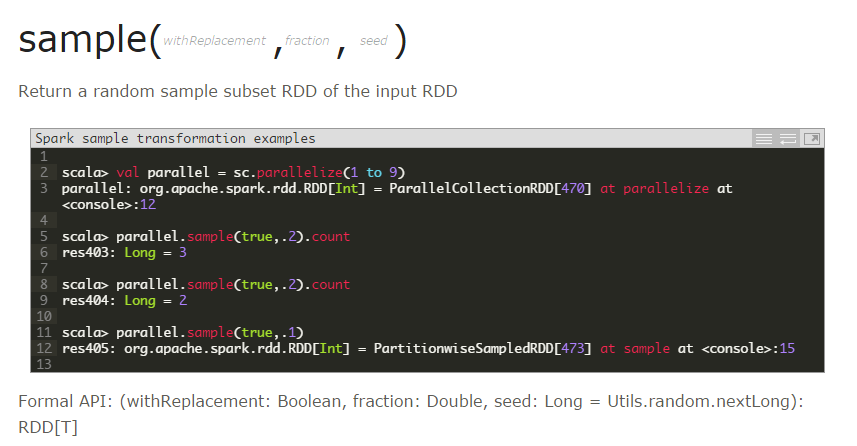 sample(withReplacement ,fraction , seed )
Return a random sample subset RDD of the input RDD
Spark sample transformation examples
1
2 scala> val parallel = sc.parallelize(1 to 9)
3 parallel: org.apache.spark.rdd.RDD[Int] = ParallelCollectionRDD[470] at parallelize at
<console>:12
4
5 scala> parallel.sample(true,.2).count
6 res403: Long = 3
7
8 scala> parallel.sample(true,.2).count
9 res404: Long = 2
10
11 scala> parallel.sample(true,.1)
12 res405: org.apache.spark.rdd.RDD[Int] = PartitionwiseSampledRDD[473] at sample at <console>:15
13
Formal API: (withReplacement: Boolean, fraction: Double, seed: Long = Utils.random.nextLong):
RDD[T]